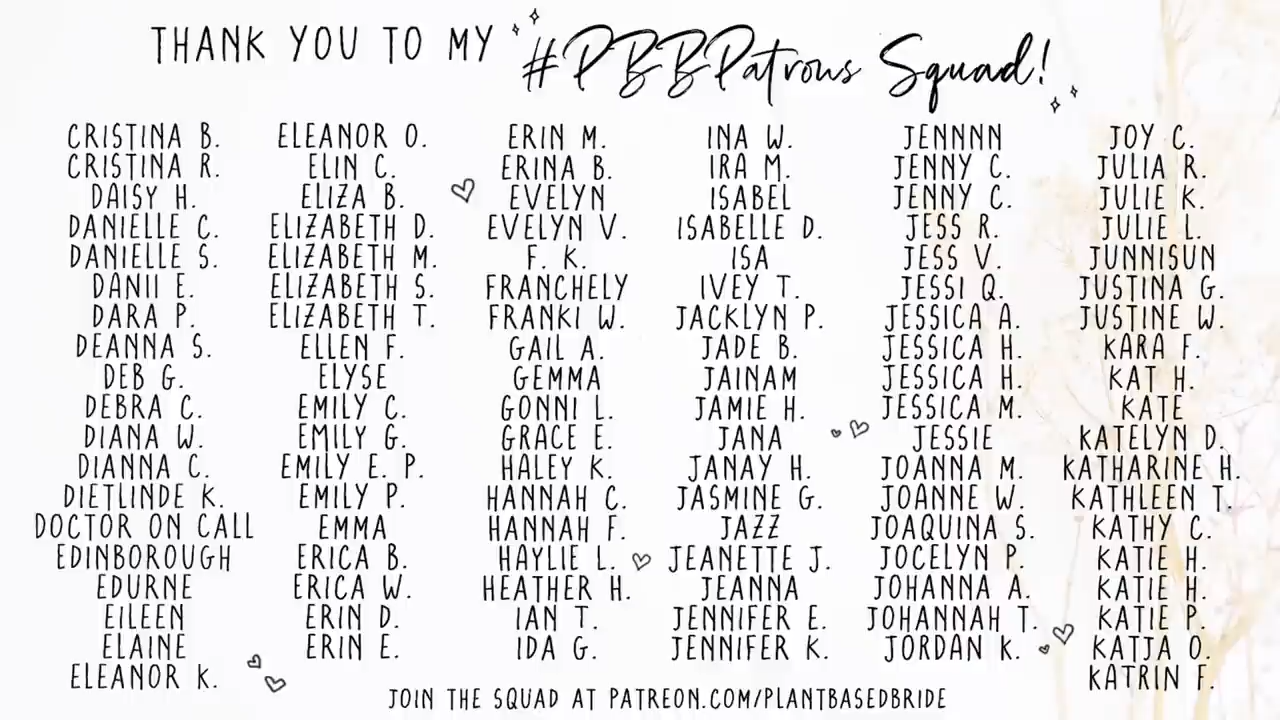 THANK YOU TO MY #PBBPatrons Squad!
CRISTINA B.
CRISTINA R.
DAISY H.
DANIELLE C.
DANIELLE S.
DANII E.
DARA P.
DEANNA S.
DEB G.
DEBRA C.
DIANA W.
DIANNA C.
DIETLINDE K.
DOCTOR ON CALL
EDINBOROUGH
EDURNE
EILEEN
ELAINE
ELEANOR K.
ELEANOR O.
ELIN C.
ELIZA B.
ELIZABETH D.
ELIZABETH M.
ELIZABETH S.
ELIZABETH T.
ELLEN F.
ELYSE
EMILY C.
EMILY G.
EMILY E. P.
EMILY P.
EMMA
ERICA B.
ERICA W.
ERIN D.
ERIN E.
ERIN M.
ERINA B.
EVELYN
EVELYN V.
F. K.
FRANCHELY
FRANKI W.
GAIL A.
GEMMA
GONNI L.
GRACE E.
HALEY K.
HANNAH C.
HANNAH F.
HAYLIE L.
HEATHER H.
IAN T.
IDA G.
INA W.
IRA M.
ISABEL
ISABELLE D.
ISA
IVEY T.
JACKLYN P.
JADE B.
JAINAM
JAMIE H.
JANA
JANAY H.
JASMINE G.
JAZZ
JEANETTE J.
JEANNA
JENNIFER E.
JENNIFER K.
JENNNN
JENNY C.
JENNY C.
JESS R.
JESS V.
JESSI Q.
JESSICA A.
JESSICA H.
JESSICA H.
JESSICA M.
JESSIE
JOANNA M.
JOANNE W.
JOAQUINA S.
JOCELYN P.
JOHANNA A.
JOHANNAH T.
JORDAN K.
JOY C.
JULIA R.
JULIE K.
JULIE L.
JUNNISUN
JUSTINA G.
JUSTINE W.
KARA F.
KAT H.
KATE
KATELYN D.
KATHARINE H.
KATHLEEN T.
KATHY C.
KATIE H.
KATIE H.
KATIE P.
KATJA O.
KATRIN F.
JOIN THE SQUAD AT PATREON.COM/PLANTBASEDBRIDE